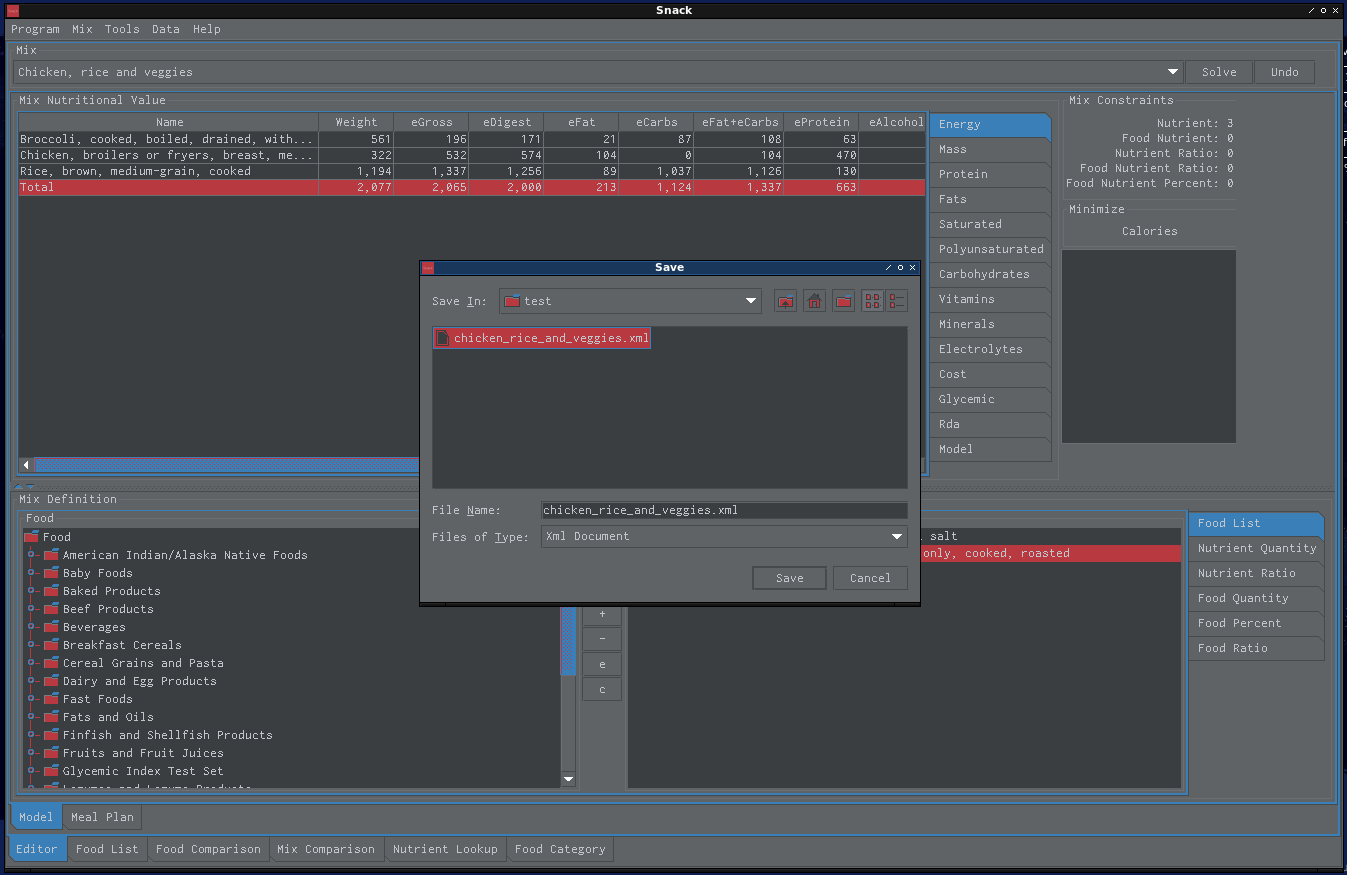 Snack
Program Mix Tools Data Help
Mix
Chicken, rice and veggies
Solve Undo
Mix Nutritional Value
Name Weight eGross eDigest eFat eCarbs eFat+eCarbs eProtein eAlcohol
Broccoli, cooked, boiled, drained, with... 561 196 171 21 87 108 63
Chicken, broilers or fryers, breast, me... 322 532 574 104 0 104 470
Rice, brown, medium-grain, cooked 1,194 1,337 1,256 89 1,037 1,126 130
Total 2,077 2,065 2,000 213 1,124 1,337 663
Energy
Mass
Protein
Fats
Saturated
Polyunsaturated
Carbohydrates
Vitamins
Minerals
Electrolytes
Cost
Glycemic
Rda
Model
Mix Constraints
Nutrient: 3
Food Nutrient: 0
Nutrient Ratio: 0
Food Nutrient Ratio: 0
Food Nutrient Percent: 0
Minimize
Calories
Save
Save In: test
chicken_rice_and_veggies.xml
File Name: chicken_rice_and_veggies.xml
Files of Type: Xml Document
Save Cancel
Mix Definition
Food
Food
American Indian/Alaska Native Foods
Baby Foods
Baked Products
Beef Products
Beverages
Breakfast Cereals
Cereal Grains and Pasta
Dairy and Egg Products
Fast Foods
Fats and Oils
Finfish and Shellfish Products
Fruits and Fruit Juices
Glycemic Index Test Set
+
-
e
c
salt
only, cooked, roasted
Food List
Nutrient Quantity
Nutrient Ratio
Food Quantity
Food Percent
Food Ratio
Model Meal Plan
Editor Food List Food Comparison Mix Comparison Nutrient Lookup Food Category